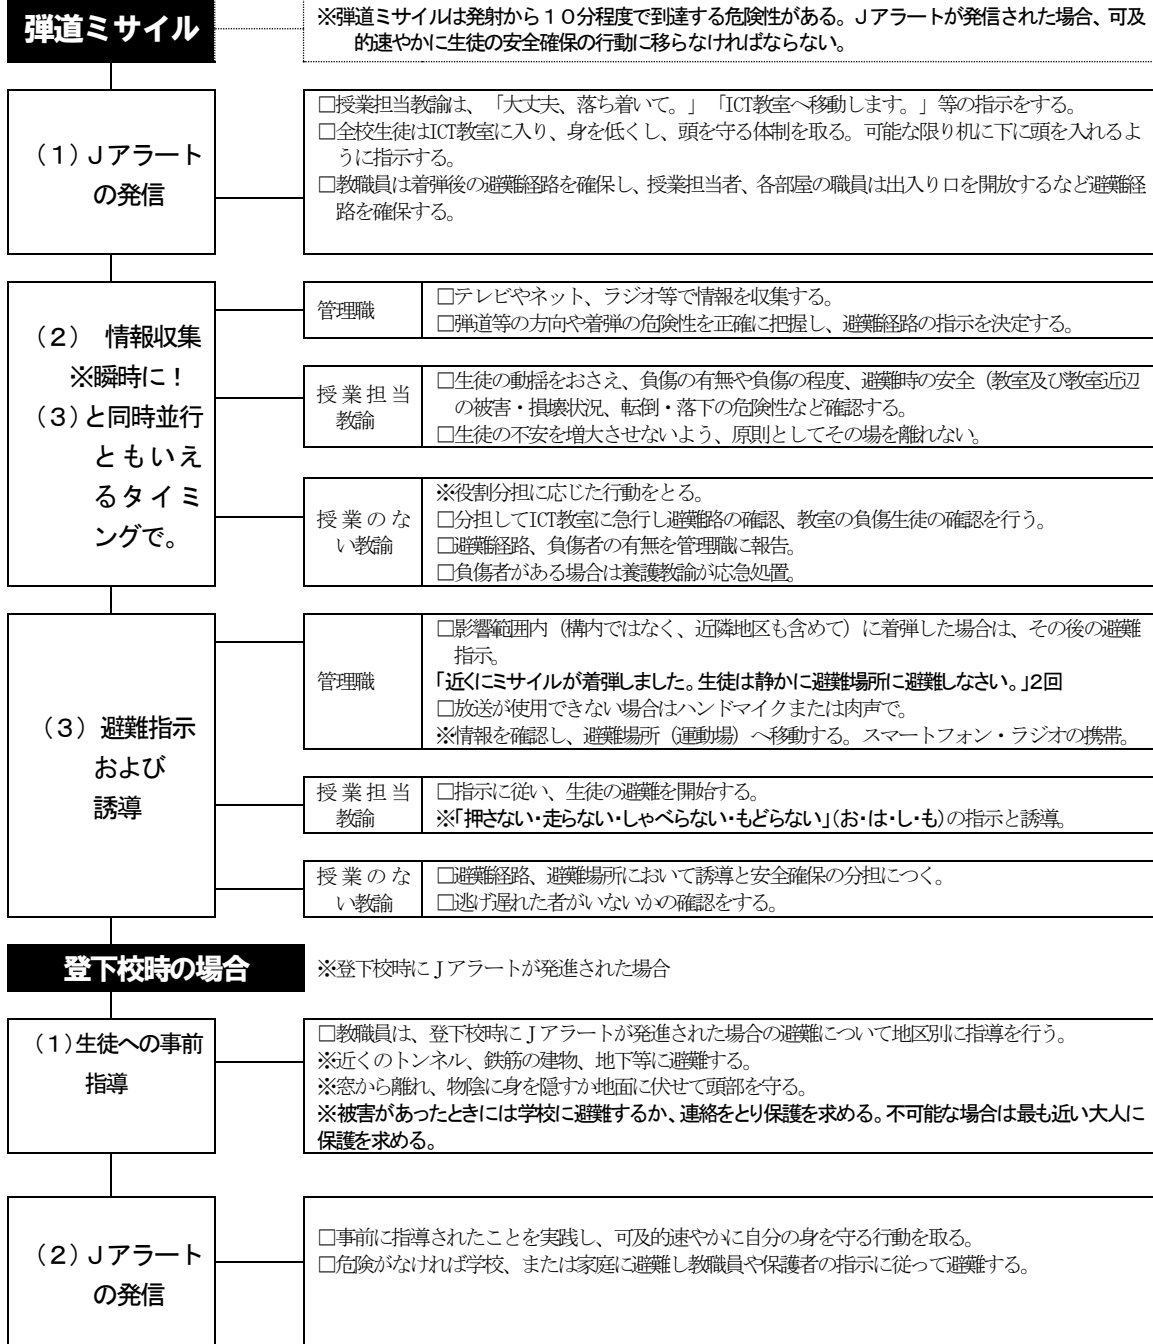 弾道ミサイル
※弾道ミサイルは発射から１０分程度で到達する危険性がある。Ｊアラートが発信された場合、可及
的速やかに生徒の安全確保の行動に移らなければならない。
（１）Ｊアラート
の発信
□授業担当教諭は、「大丈夫、落ち着いて。」「ICT教室へ移動します。」等の指示をする。
□全校生徒はICT教室に入り、身を低くし、頭を守る体制を取る。可能な限り机に下に頭を入れるよ
うに指示する。
□教職員は着弾後の避難経路を確保し、授業担当者、各部屋の職員は出入り口を開放するなど避難経
路を確保する。
（２）　情報収集
※瞬時に！
（３）と同時並行
ともいえ
るタイミ
ングで。
管理職
□テレビやネット、ラジオ等で情報を収集する。
□弾道等の方向や着弾の危険性を正確に把握し、避難経路の指示を決定する。
授業担当
教諭
□生徒の動揺をおさえ、負傷の有無や負傷の程度、避難時の安全（教室及び教室近辺
の被害・損壊状況、転倒・落下の危険性など確認する。
□生徒の不安を増大させないよう、原則としてその場を離れない。
授業のな
い教諭
※役割分担に応じた行動をとる。
□分担してICT教室に急行し避難路の確認、教室の負傷生徒の確認を行う。
□避難経路、負傷者の有無を管理職に報告。
□負傷者がある場合は養護教諭が応急処置。
（３）避難指示
および
誘導
管理職
□影響範囲内（構内ではなく、近隣地区も含めて）に着弾した場合は、その後の避難
指示。
「近くにミサイルが着弾しました。生徒は静かに避難場所に避難しなさい。」2回
□放送が使用できない場合はハンドマイクまたは肉声で。
※情報を確認し、避難場所（運動場）へ移動する。スマートフォン・ラジオの携帯。
授業担当
教諭
□指示に従い、生徒の避難を開始する。
※「押さない・走らない・しゃべらない・もどらない」（お・は・し・も）の指示と誘導。
授業のな
い教諭
□避難経路、避難場所において誘導と安全確保の分担につく。
□逃げ遅れた者がいないかの確認をする。
登下校時の場合
※登下校時にＪアラートが発進された場合
（１）生徒への事前
指導
□教職員は、登下校時にＪアラートが発進された場合の避難について地区別に指導を行う。
※近くのトンネル、鉄筋の建物、地下等に避難する。
※窓から離れ、物陰に身を隠すか地面に伏せて頭部を守る。
※被害があったときには学校に避難するか、連絡をとり保護を求める。不可能な場合は最も近い大人に
保護を求める。
（２）Ｊアラート
の発信
□事前に指導されたことを実践し、可及的速やかに自分の身を守る行動を取る。
□危険がなければ学校、または家庭に避難し教職員や保護者の指示に従って避難する。